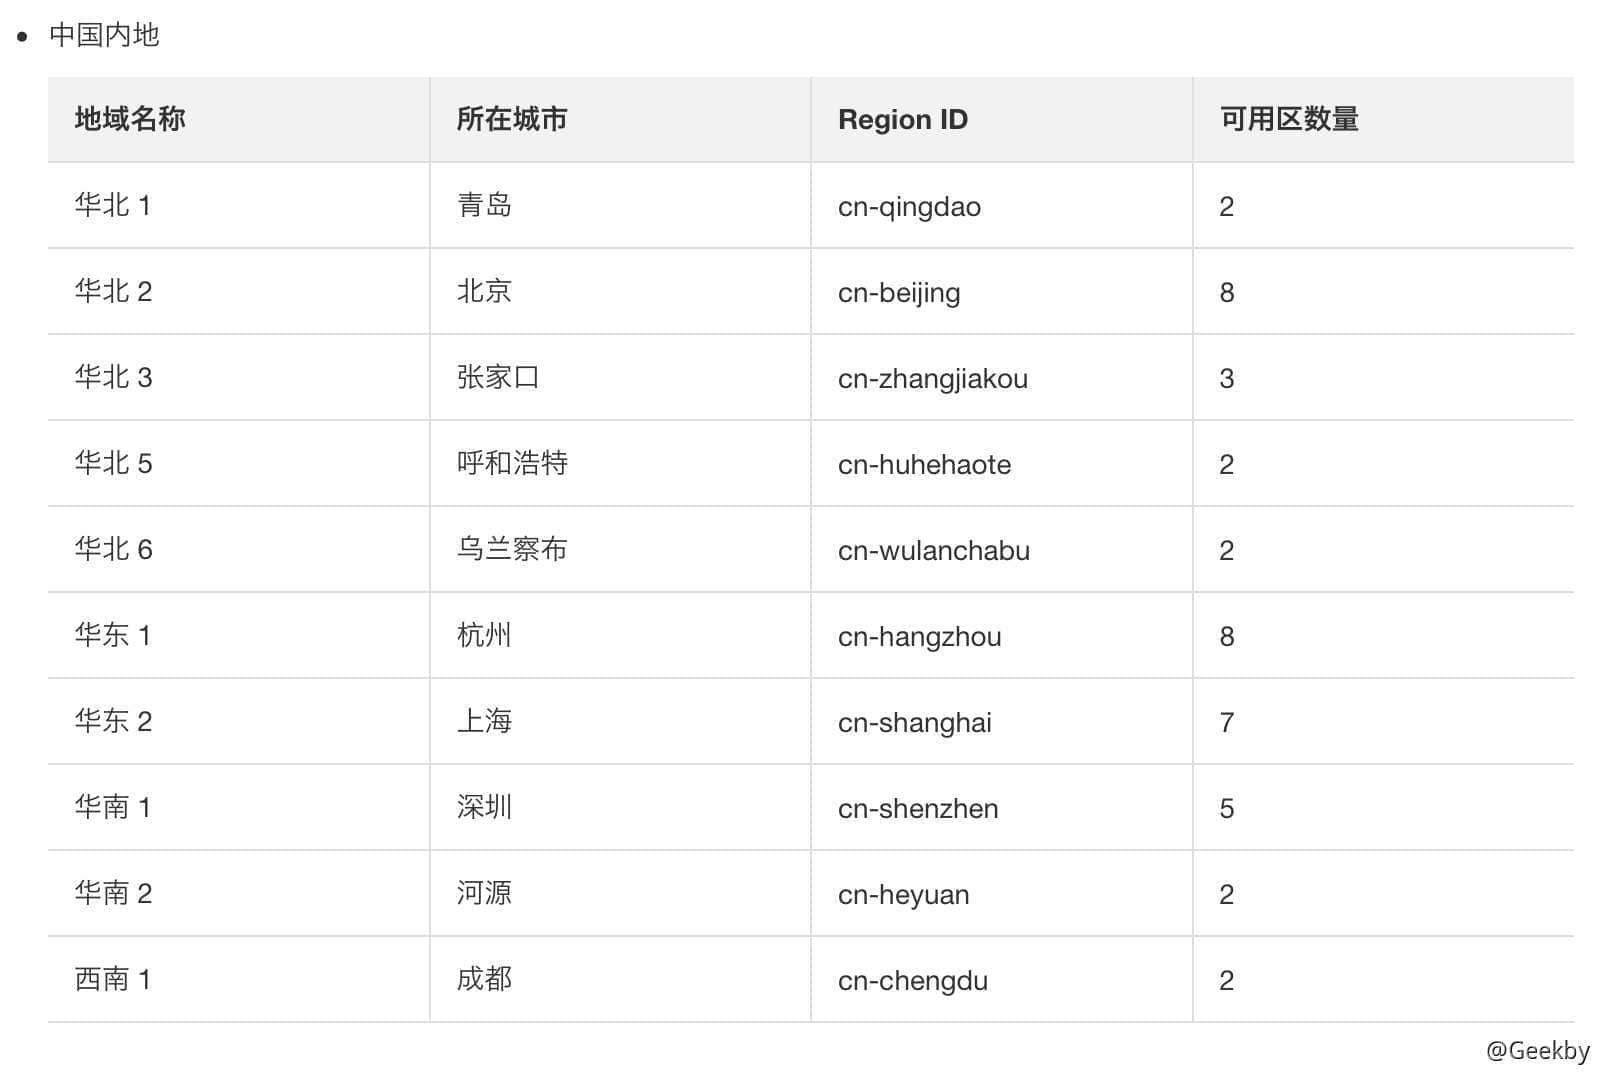 中国内地
地域名称 所在城市 Region ID 可用区数量
华北 1 青岛 cn-qingdao 2
华北 2 北京 cn-beijing 8
华北 3 张家口 cn-zhangjiakou 3
华北 5 呼和浩特 cn-huhehaote 2
华北 6 乌兰察布 cn-wulanchabu 2
华东 1 杭州 cn-hangzhou 8
华东 2 上海 cn-shanghai 7
华南 1 深圳 cn-shenzhen 5
华南 2 河源 cn-heyuan 2
西南 1 成都 cn-chengdu 2
@Geekby